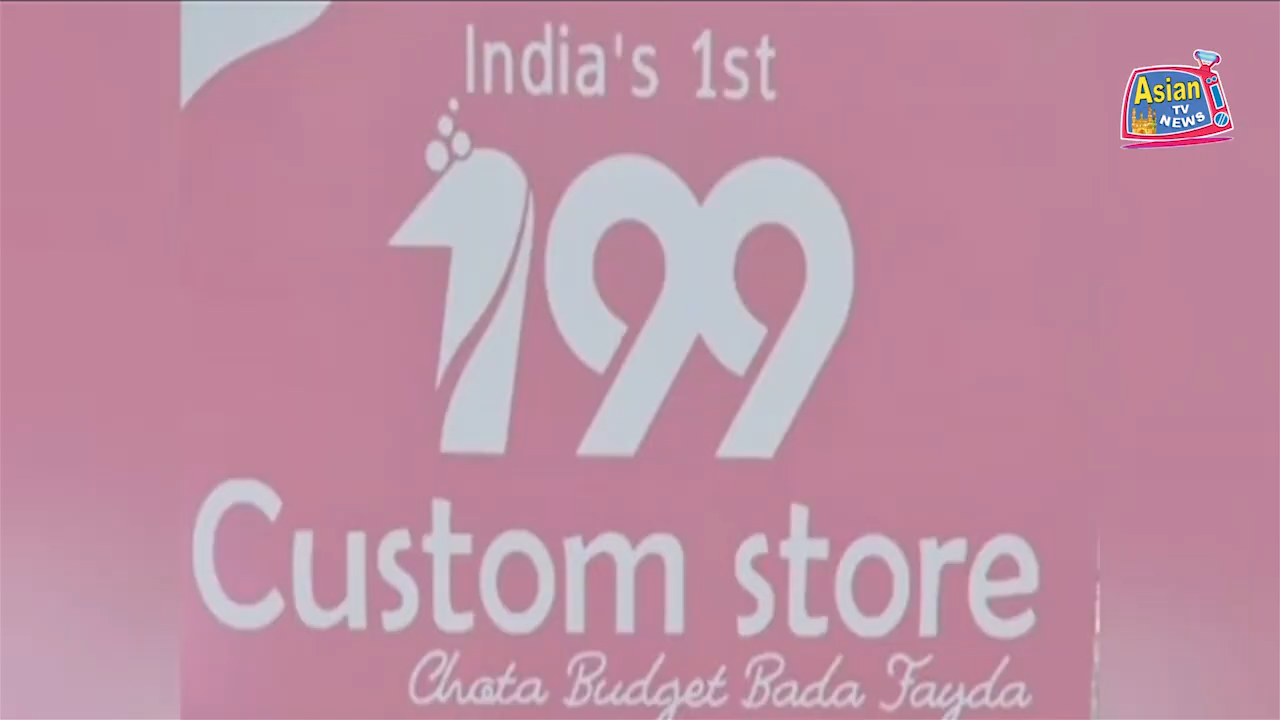 India's 1st
199
Custom store
Chota Budget Bada Fayda
Asian
TV
NEWS